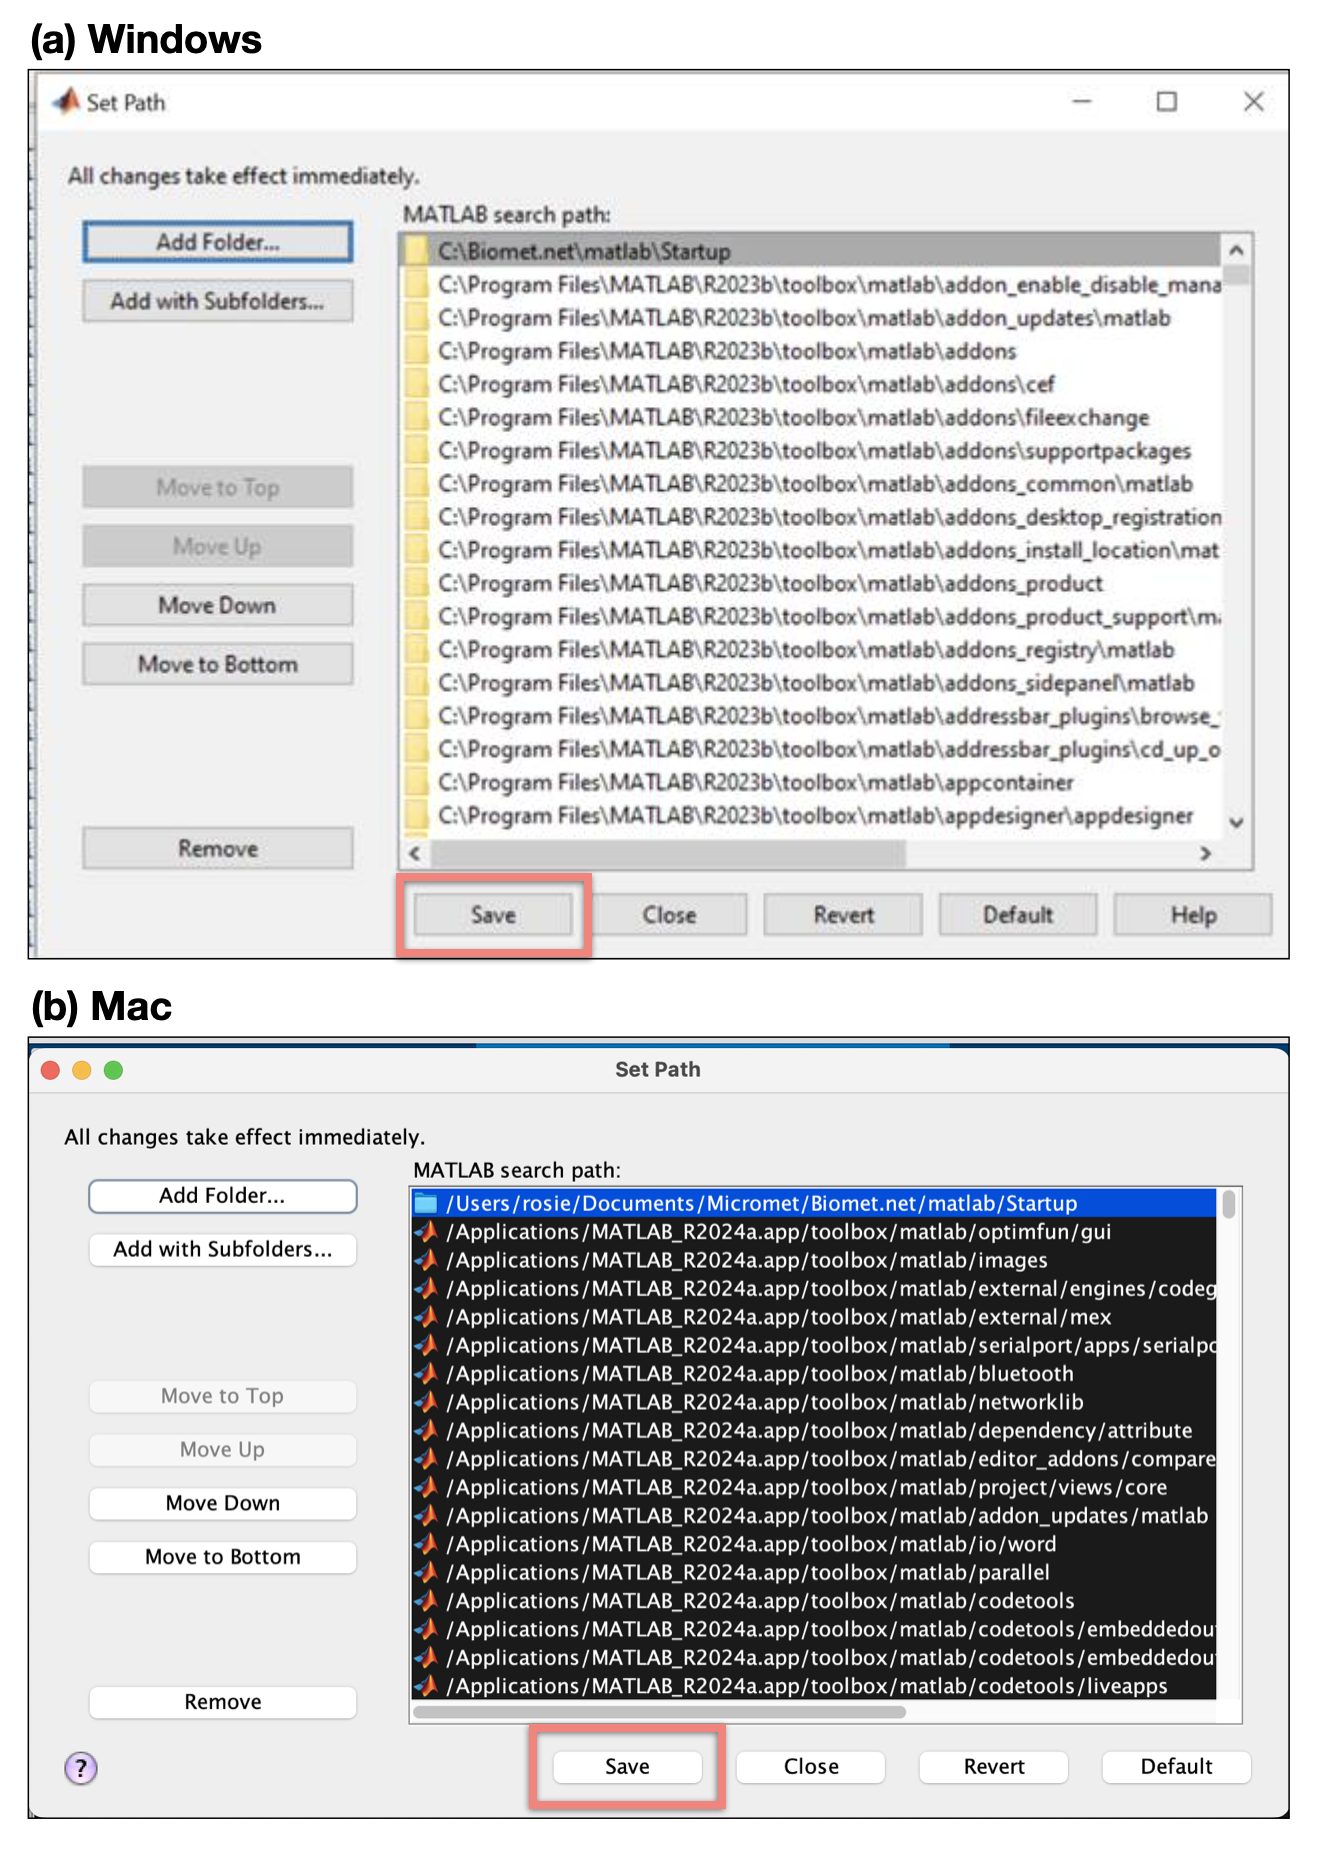 (a) Windows
Set Path
All changes take effect immediately.
MATLAB search path:
Add Folder...
Add with Subfolders...
Move to Top
Move Up
Move Down
Move to Bottom
Remove
C:\Biomet.net\matlab\Startup
C:\Program Files\MATLAB\R2023b\toolbox\matlab\addon_enable_disable_mana
C:\Program Files\MATLAB\R2023b\toolbox\matlab\addon_updates\matlab
C:\Program Files\MATLAB\R2023b\toolbox\matlab\addons
C:\Program Files\MATLAB\R2023b\toolbox\matlab\addons\cef
C:\Program Files\MATLAB\R2023b\toolbox\matlab\addons\fileexchange
C:\Program Files\MATLAB\R2023b\toolbox\matlab\addons\supportpackages
C:\Program Files\MATLAB\R2023b\toolbox\matlab\addons_common\matlab
C:\Program Files\MATLAB\R2023b\toolbox\matlab\addons_desktop_registration
C:\Program Files\MATLAB\R2023b\toolbox\matlab\addons_install_location\mat
C:\Program Files\MATLAB\R2023b\toolbox\matlab\addons_product
C:\Program Files\MATLAB\R2023b\toolbox\matlab\addons_product_support\ma
C:\Program Files\MATLAB\R2023b\toolbox\matlab\addons_registry\matlab
C:\Program Files\MATLAB\R2023b\toolbox\matlab\addons_sidepanel\matlab
C:\Program Files\MATLAB\R2023b\toolbox\matlab\addressbar_plugins\browse_
C:\Program Files\MATLAB\R2023b\toolbox\matlab\addressbar_plugins\cd_up_o
C:\Program Files\MATLAB\R2023b\toolbox\matlab\appcontainer
C:\Program Files\MATLAB\R2023b\toolbox\matlab\appdesigner\appdesigner
Save Close Revert Default Help
(b) Mac
Set Path
All changes take effect immediately.
MATLAB search path:
Add Folder...
Add with Subfolders...
Move to Top
Move Up
Move Down
Move to Bottom
Remove
/Users/rosie/Documents/Micromet/Biomet.net/matlab/Startup
/Applications/MATLAB_R2024a.app/toolbox/matlab/optimfun/gui
/Applications/MATLAB_R2024a.app/toolbox/matlab/images
/Applications/MATLAB_R2024a.app/toolbox/matlab/external/engines/codeg
/Applications/MATLAB_R2024a.app/toolbox/matlab/external/mex
/Applications/MATLAB_R2024a.app/toolbox/matlab/serialport/apps/serialpo
/Applications/MATLAB_R2024a.app/toolbox/matlab/bluetooth
/Applications/MATLAB_R2024a.app/toolbox/matlab/networklib
/Applications/MATLAB_R2024a.app/toolbox/matlab/dependency/attribute
/Applications/MATLAB_R2024a.app/toolbox/matlab/editor_addons/compare
/Applications/MATLAB_R2024a.app/toolbox/matlab/project/views/core
/Applications/MATLAB_R2024a.app/toolbox/matlab/addon_updates/matlab
/Applications/MATLAB_R2024a.app/toolbox/matlab/io/word
/Applications/MATLAB_R2024a.app/toolbox/matlab/parallel
/Applications/MATLAB_R2024a.app/toolbox/matlab/codetools
/Applications/MATLAB_R2024a.app/toolbox/matlab/codetools/embeddedou
/Applications/MATLAB_R2024a.app/toolbox/matlab/codetools/embeddedou
/Applications/MATLAB_R2024a.app/toolbox/matlab/codetools/liveapps
? Save Close Revert Default